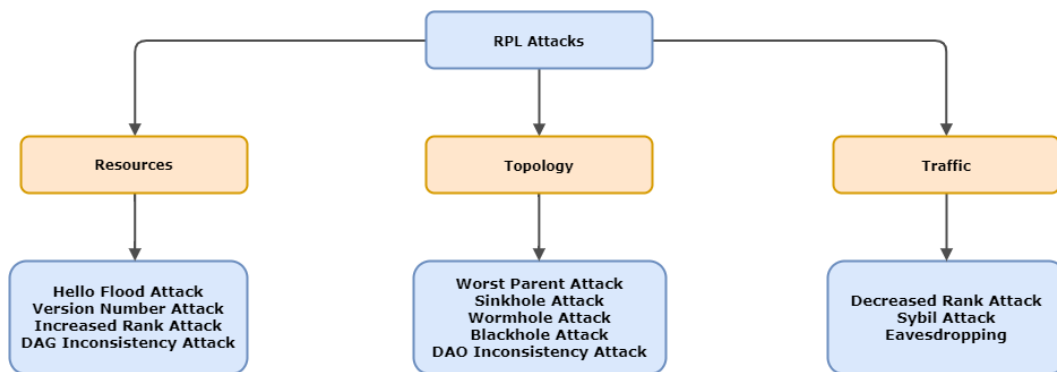 RPL Attacks
Resources
Topology
Traffic
Hello Flood Attack
Version Number Attack
Increased Rank Attack
DAG Inconsistency Attack
Worst Parent Attack
Sinkhole Attack
Wormhole Attack
Blackhole Attack
DAO Inconsistency Attack
Decreased Rank Attack
Sybil Attack
Eavesdropping